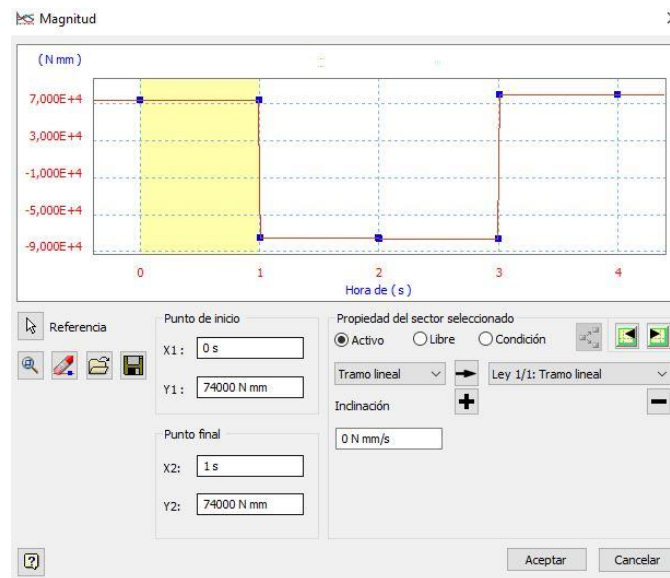 Magnitud
( N mm )
7,000E+4
3,000E+4
-1,000E+4
-5,000E+4
-9,000E+4
0 1 2 3 4
Hora de ( s )
Referencia
Punto de inicio
X1: 0 s
Y1: 74000 N mm
Punto final
X2: 1 s
Y2: 74000 N mm
Propiedad del sector seleccionado
Activo Libre Condición
Tramo lineal Ley 1/1: Tramo lineal
Inclinación
0 N mm/s
Aceptar Cancelar